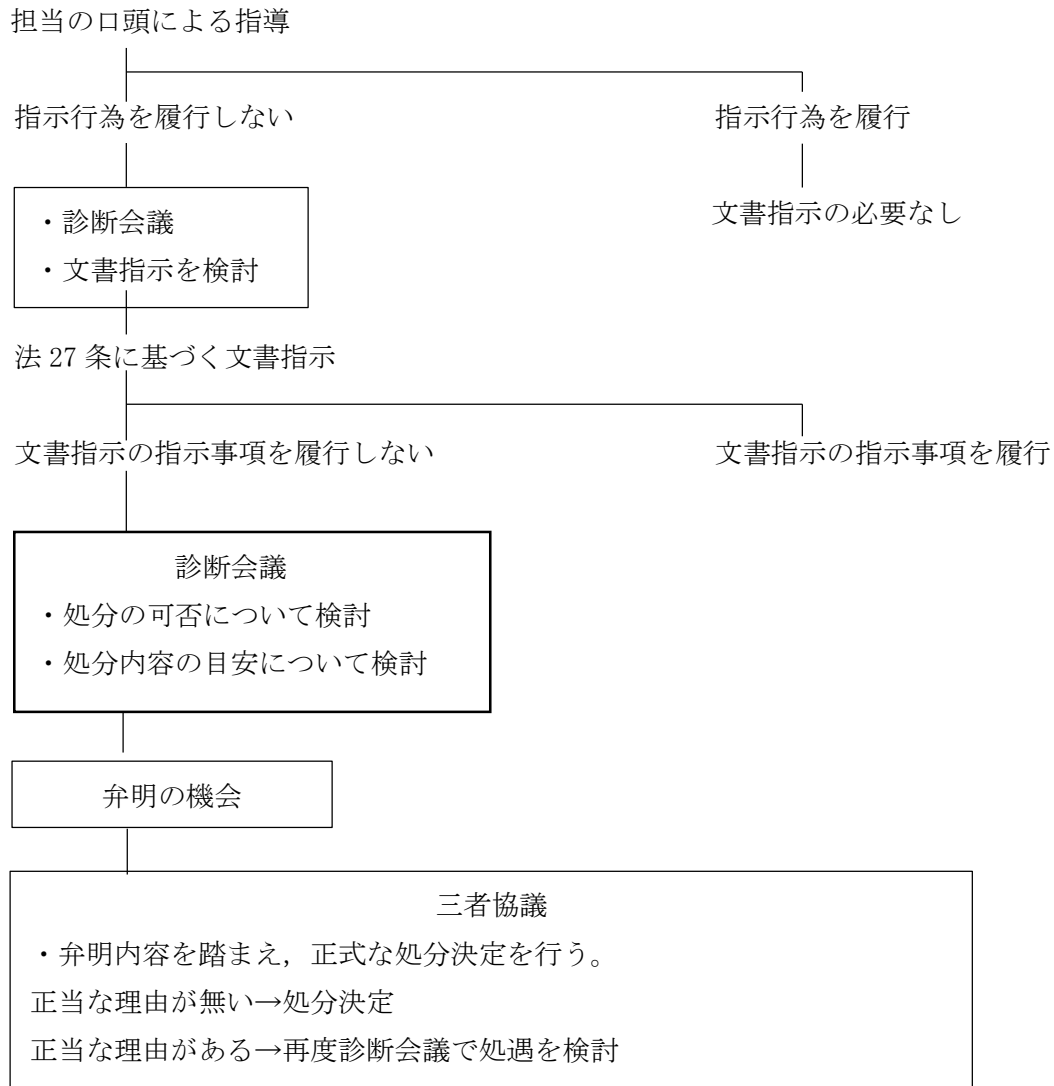 担当の口頭による指導
指示行為を履行しない
指示行為を履行
・診断会議
・文書指示を検討
文書指示の必要なし
法 27 条に基づく文書指示
文書指示の指示事項を履行しない
文書指示の指示事項を履行
診断会議
・処分の可否について検討
・処分内容の目安について検討
弁明の機会
三者協議
・弁明内容を踏まえ，正式な処分決定を行う。
正当な理由が無い→処分決定
正当な理由がある→再度診断会議で処遇を検討